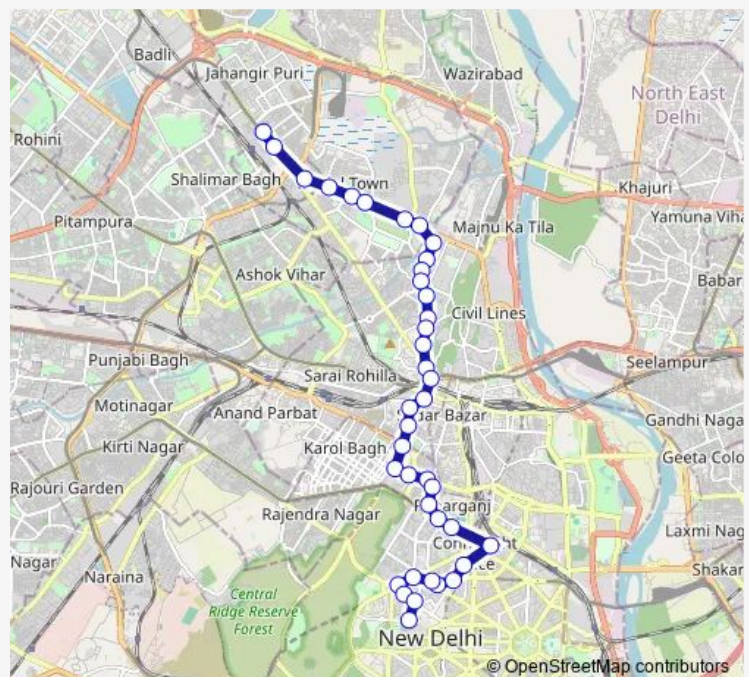 Badli
Jahangir Puri
Wazirabad
North East
Delhi
Rohini
Shalimar Bagh
Town
Khajuri
Pitampura
Majnu Ka Tila
Yamuna Viha
Ashok Vihar
Babar
Civil Lines
Punjabi Bagh
Seelampur
Sarai Rohilla
Motinagar
Anand Parbat
Bazar
Gandhi Naga
Kirti Nagar
Karol Bagh
Geeta Colo
Rajouri Garden
Rajendra Nagar
Laxmi Nag
Nagar
Naraina
Shakar
Central
Ridge Reserve
Forest
New Delhi
© OpenStreetMap contributors